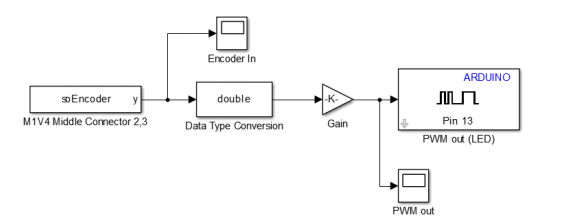 Encoder In
soEncoder y
M1V4 Middle Connector 2,3
double
Data Type Conversion
-K-
Gain
ARDUINO
Pin 13
PWM out (LED)
PWM out